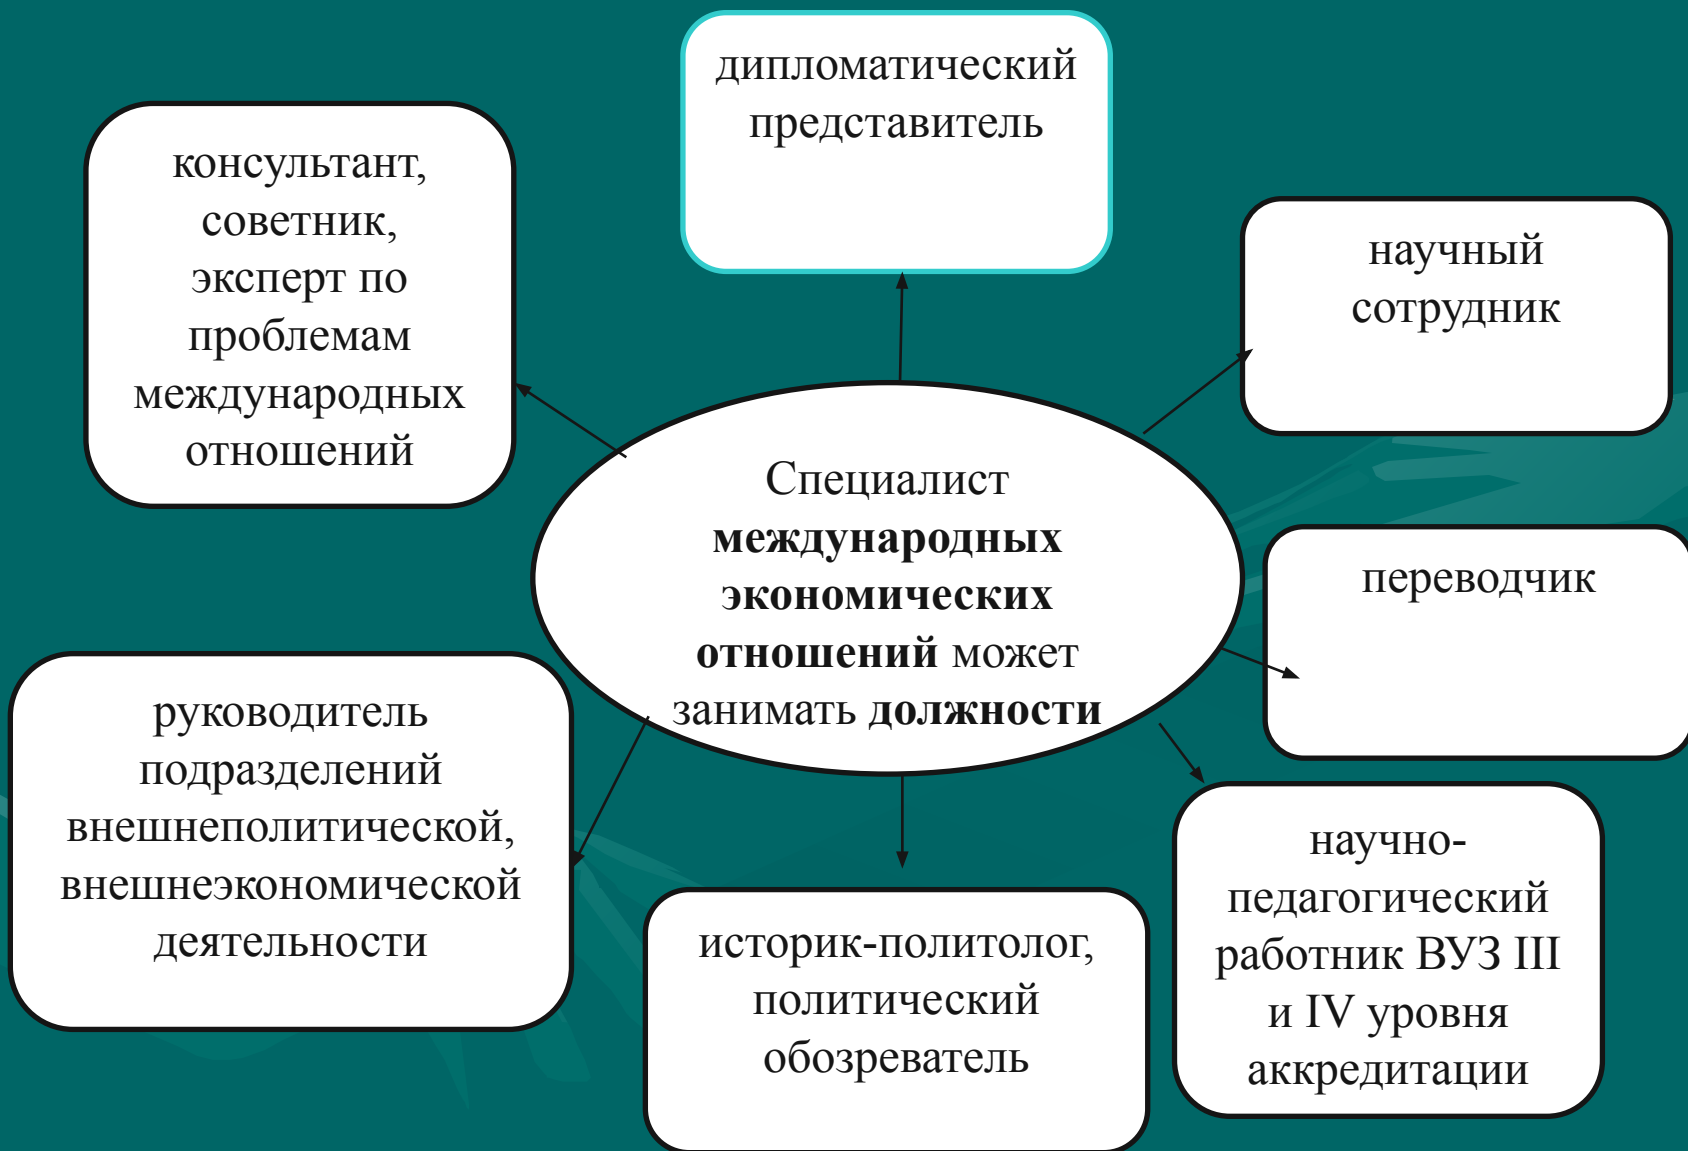 дипломатический
представитель
консультант,
советник,
эксперт по
проблемам
международных
отношений
научный
сотрудник
Специалист
международных
экономических
отношений может
занимать должности
переводчик
руководитель
подразделений
внешнеполитической,
внешнеэкономической
деятельности
историк-политолог,
политический
обозреватель
научно-
педагогический
работник ВУЗ III
и IV уровня
аккредитации